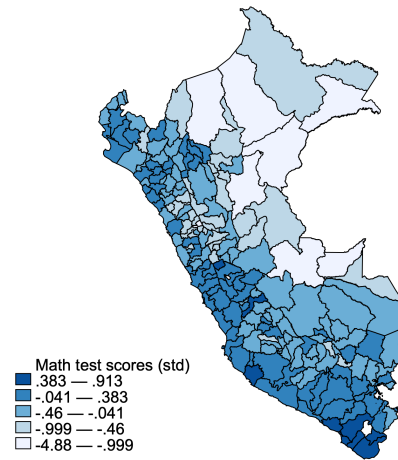 Math test scores (std)
.383 — .913
-.041 — .383
-.46 — -.041
-.999 — -.46
-4.88 — -.999